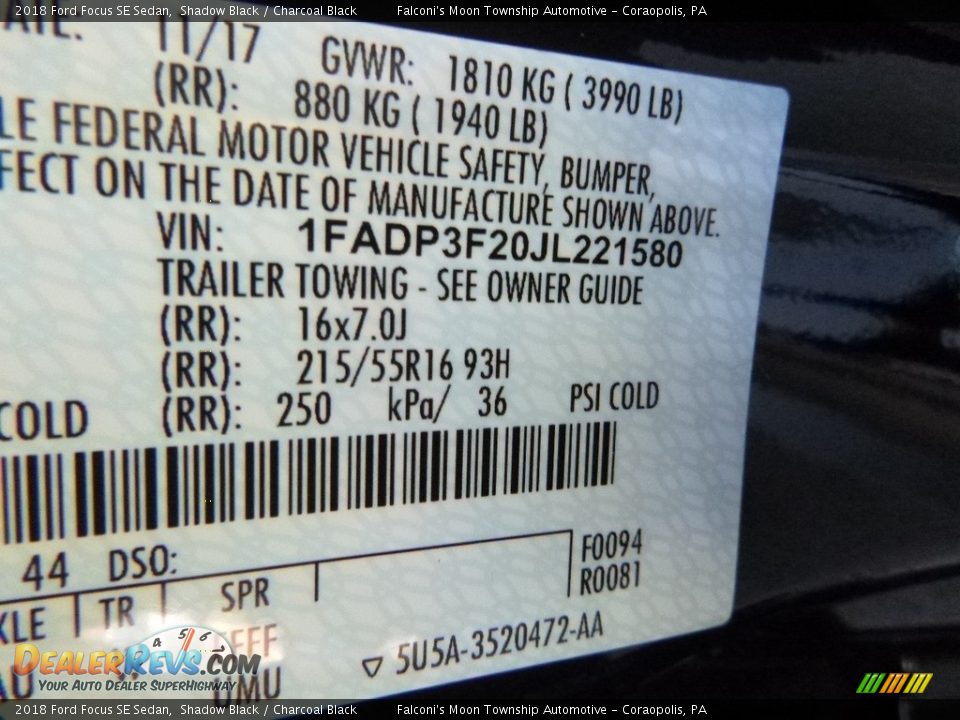 2018 Ford Focus SE Sedan, Shadow Black / Charcoal Black Falconi's Moon Township Automotive - Coraopolis, PA
11/17 GVWR: 1810 KG ( 3990 LB)
(RR): 880 KG ( 1940 LB)
LE FEDERAL MOTOR VEHICLE SAFETY, BUMPER,
FECT ON THE DATE OF MANUFACTURE SHOWN ABOVE.
VIN: 1FADP3F20JL221580
TRAILER TOWING - SEE OWNER GUIDE
(RR): 16x7.0J
(RR): 215/55R16 93H
COLD (RR): 250 kPa/ 36 PSI COLD
44 DSO:
F0094
R0081
XLE TR SPR
5U5A-3520472-AA
4 5 6
DEALERREVS.COM
YOUR AUTO DEALER SUPERHIGHWAY
2018 Ford Focus SE Sedan, Shadow Black / Charcoal Black Falconi's Moon Township Automotive - Coraopolis, PA